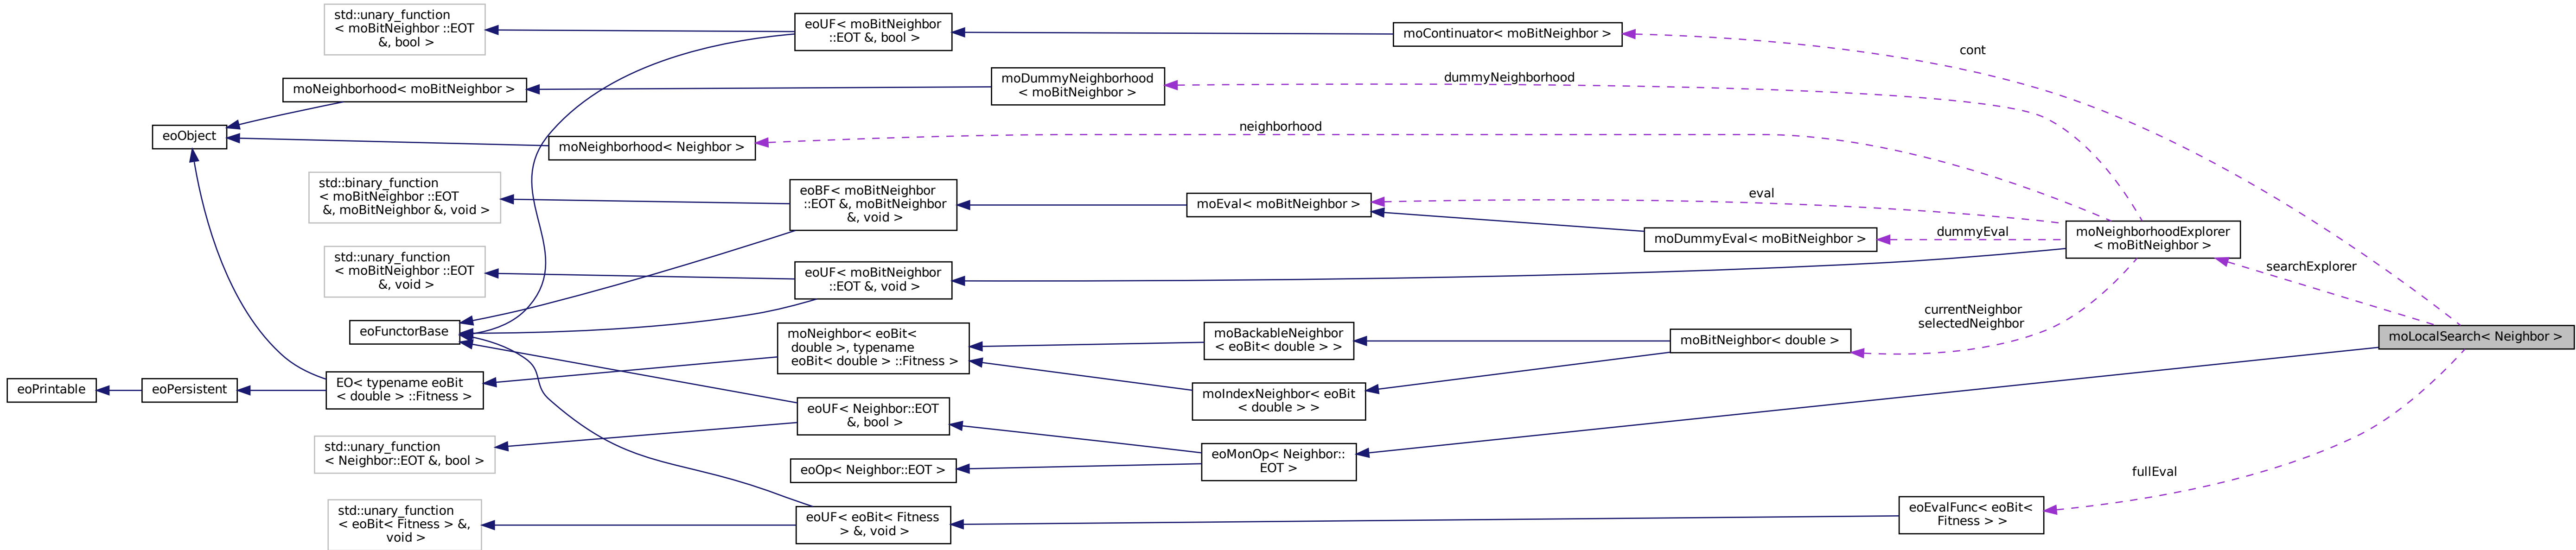 std::unary_function
< moBitNeighbor ::EOT
&, bool >
eoUF< moBitNeighbor
::EOT &, bool >
moContinuator< moBitNeighbor >
cont
moNeighborhood< moBitNeighbor >
moDummyNeighborhood
< moBitNeighbor >
dummyNeighborhood
eoObject
moNeighborhood< Neighbor >
neighborhood
std::binary_function
< moBitNeighbor ::EOT
&, moBitNeighbor &, void >
eoBF< moBitNeighbor
::EOT &, moBitNeighbor
&, void >
moEval< moBitNeighbor >
eval
moDummyEval< moBitNeighbor >
dummyEval
moNeighborhoodExplorer
< moBitNeighbor >
searchExplorer
std::unary_function
< moBitNeighbor ::EOT
&, void >
eoUF< moBitNeighbor
::EOT &, void >
eoFunctorBase
moNeighbor< eoBit<
double >, typename
eoBit< double > ::Fitness >
moBackableNeighbor
< eoBit< double > >
moBitNeighbor< double >
currentNeighbor
selectedNeighbor
moLocalSearch< Neighbor >
eoPrintable
eoPersistent
EO< typename eoBit
< double > ::Fitness >
moIndexNeighbor< eoBit
< double > >
eoUF< Neighbor::EOT
&, bool >
std::unary_function
< Neighbor::EOT &, bool >
eoOp< Neighbor::EOT >
eoMonOp< Neighbor::
EOT >
fullEval
std::unary_function
< eoBit< Fitness > &,
void >
eoUF< eoBit< Fitness
> &, void >
eoEvalFunc< eoBit<
Fitness > >